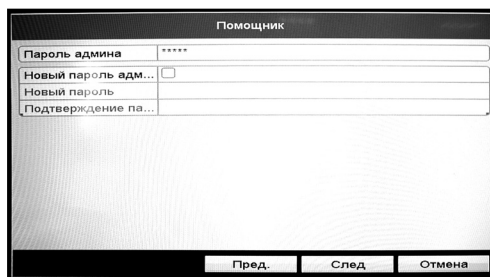 Помощник
Пароль админа *****
Новый пароль адм...
Новый пароль
Подтверждение па...
Пред. След Отмена